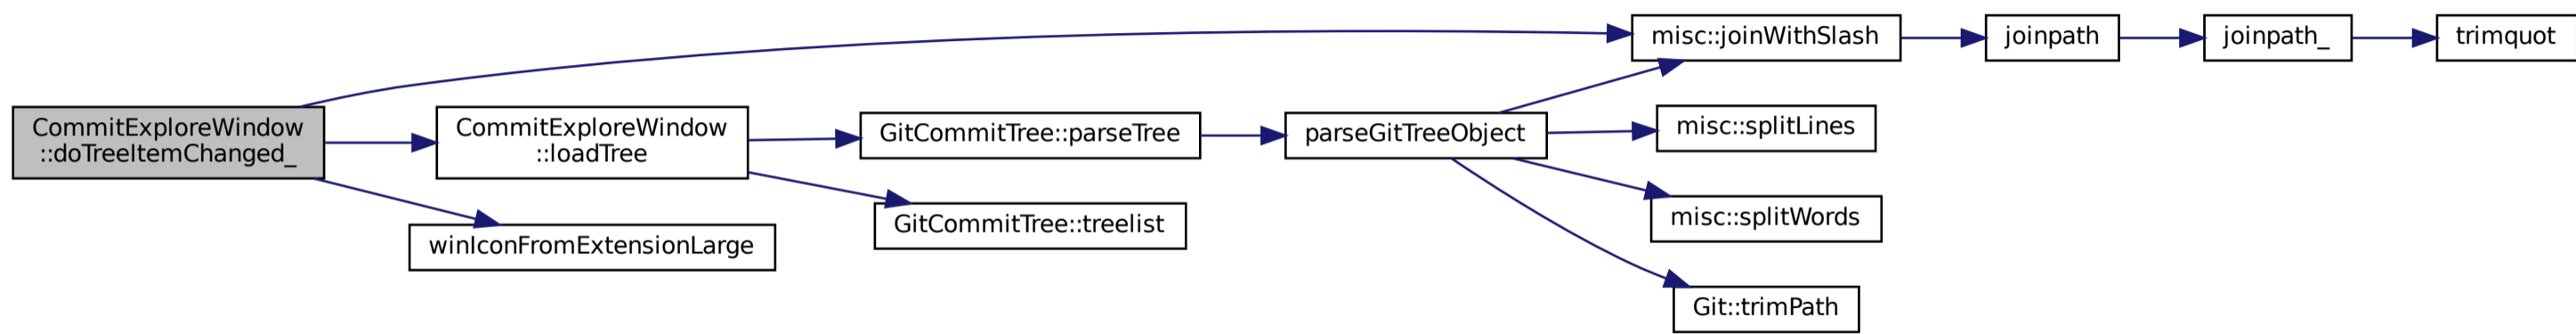 CommitExploreWindow
::doTreeItemChanged_
CommitExploreWindow
::loadTree
winIconFromExtensionLarge
GitCommitTree::parseTree
GitCommitTree::treelist
parseGitTreeObject
misc::joinWithSlash
misc::splitLines
misc::splitWords
Git::trimPath
joinpath
joinpath_
trimquot